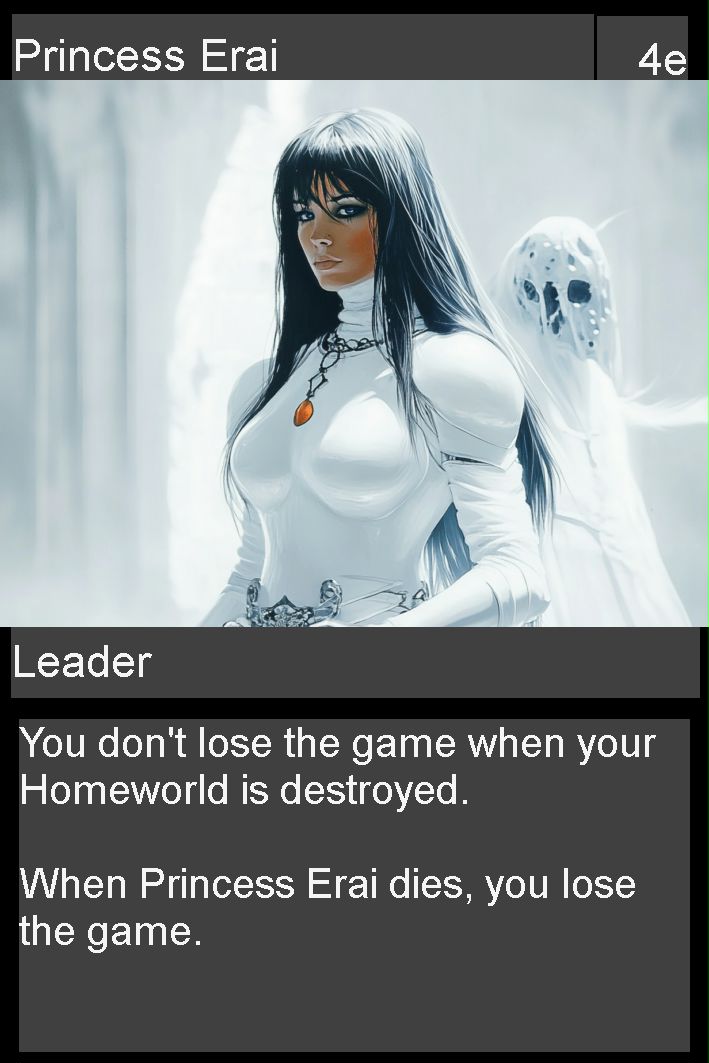 Princess Erai
4e
Leader
You don't lose the game when your
Homeworld is destroyed.
When Princess Erai dies, you lose
the game.